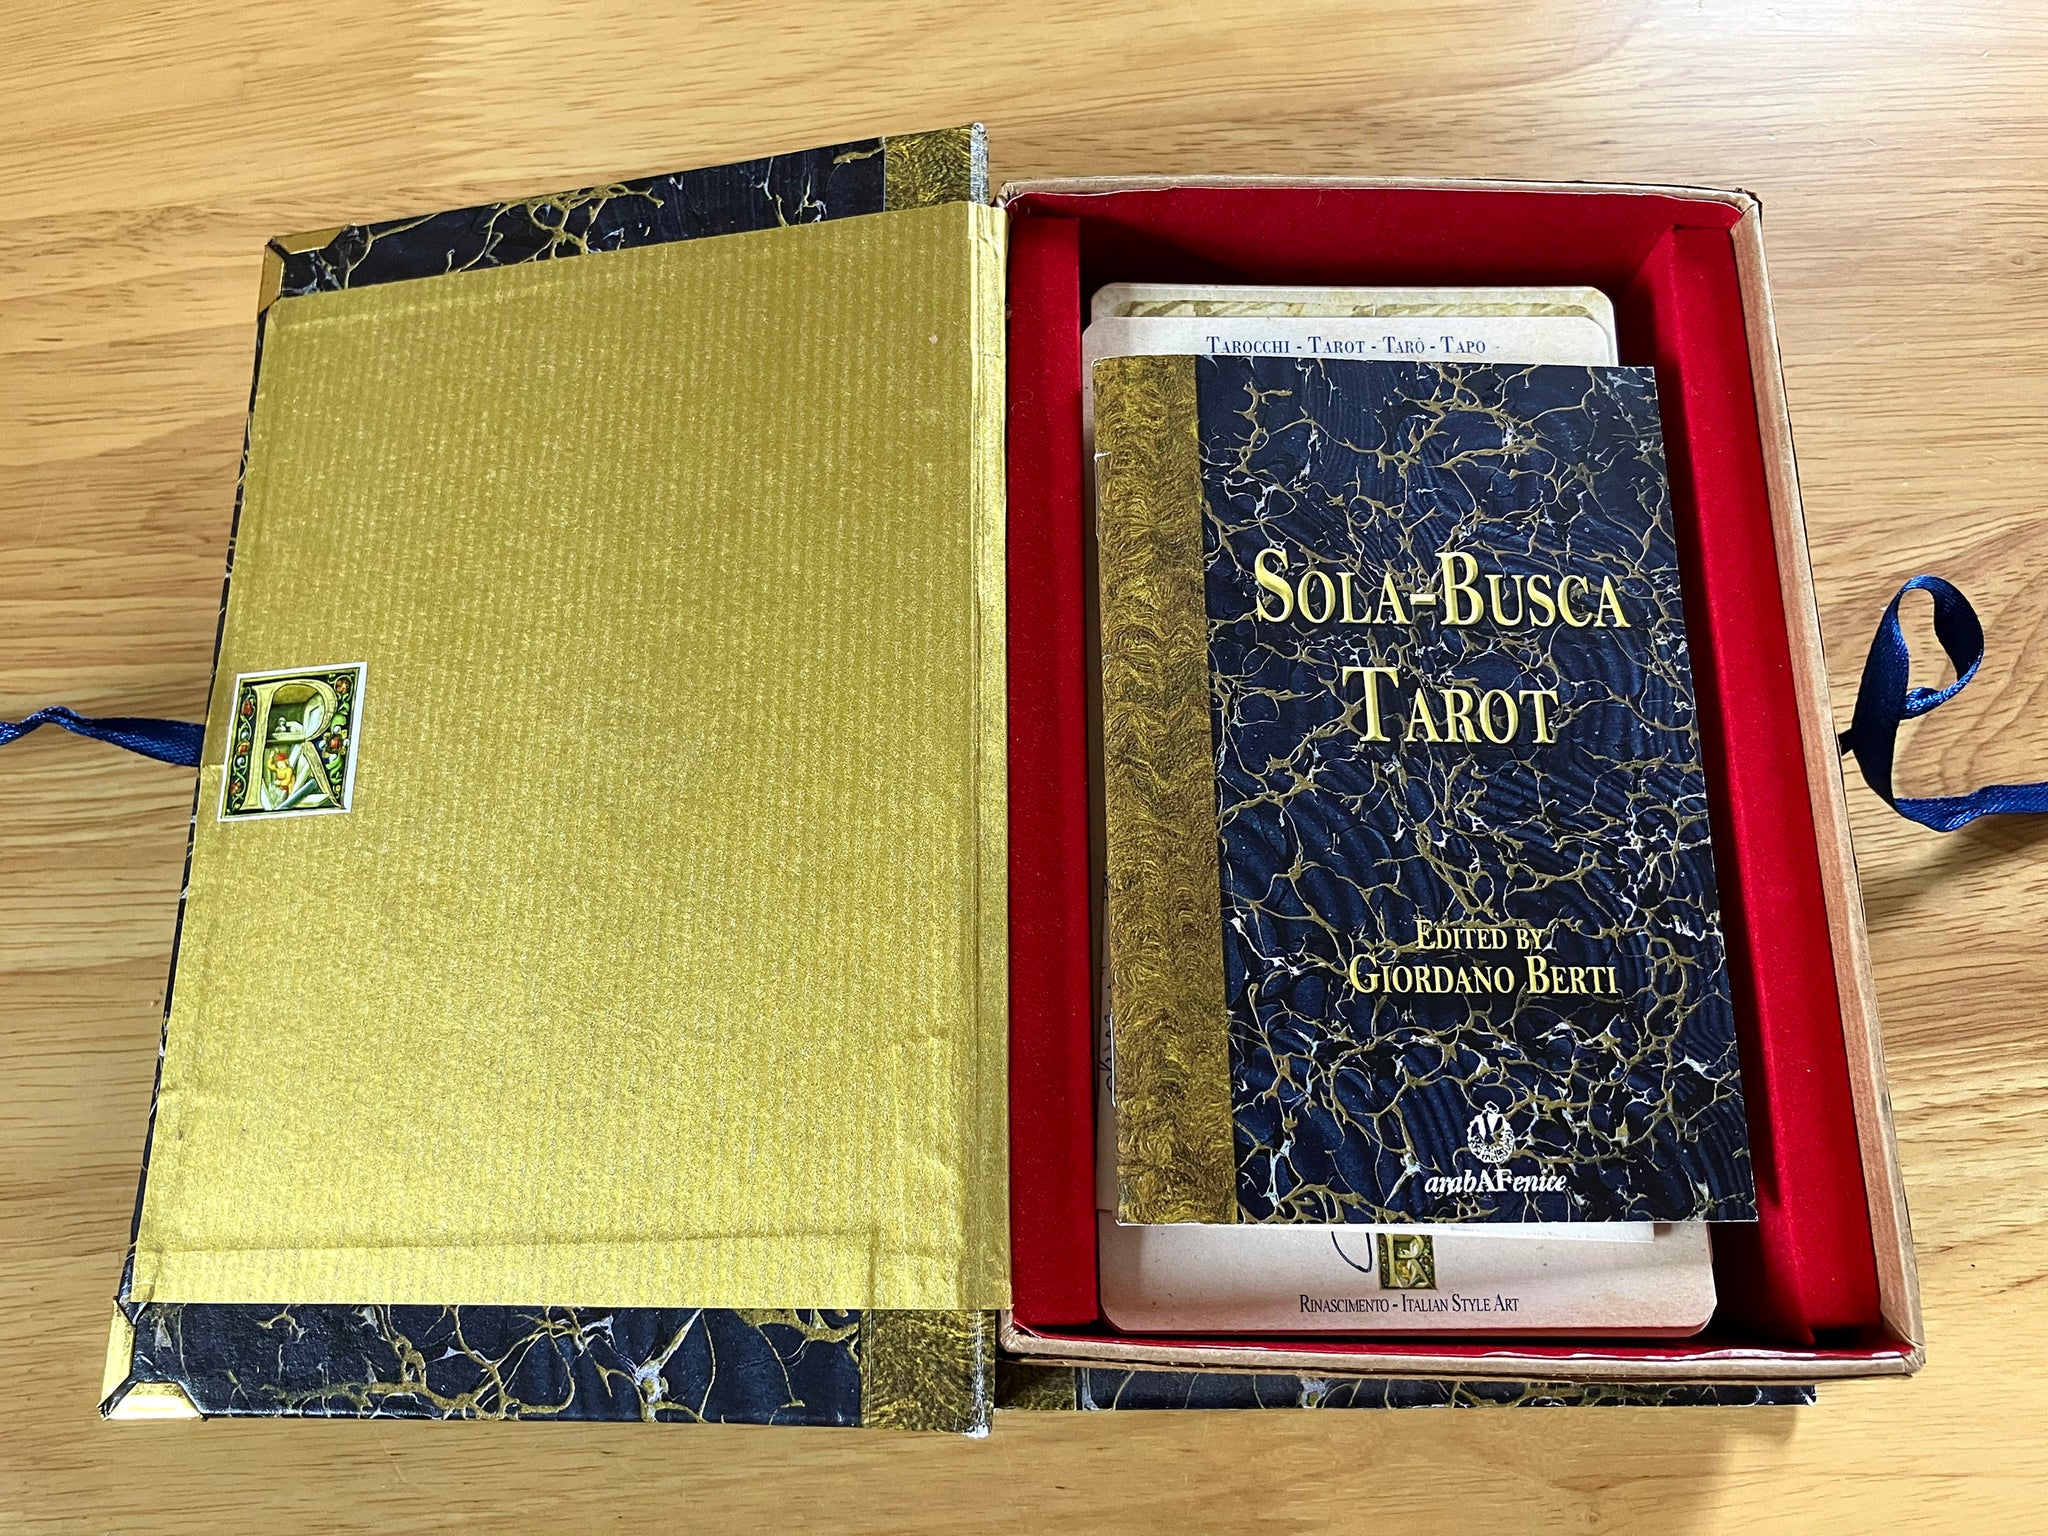 TAROCCHI - TAROT - TARÔ - TAPO
SOLA-BUSCA
TAROT
EDITED BY
GIORDANO BERTI
arabAFenice
R
RINASCIMENTO - ITALIAN STYLE ART
R